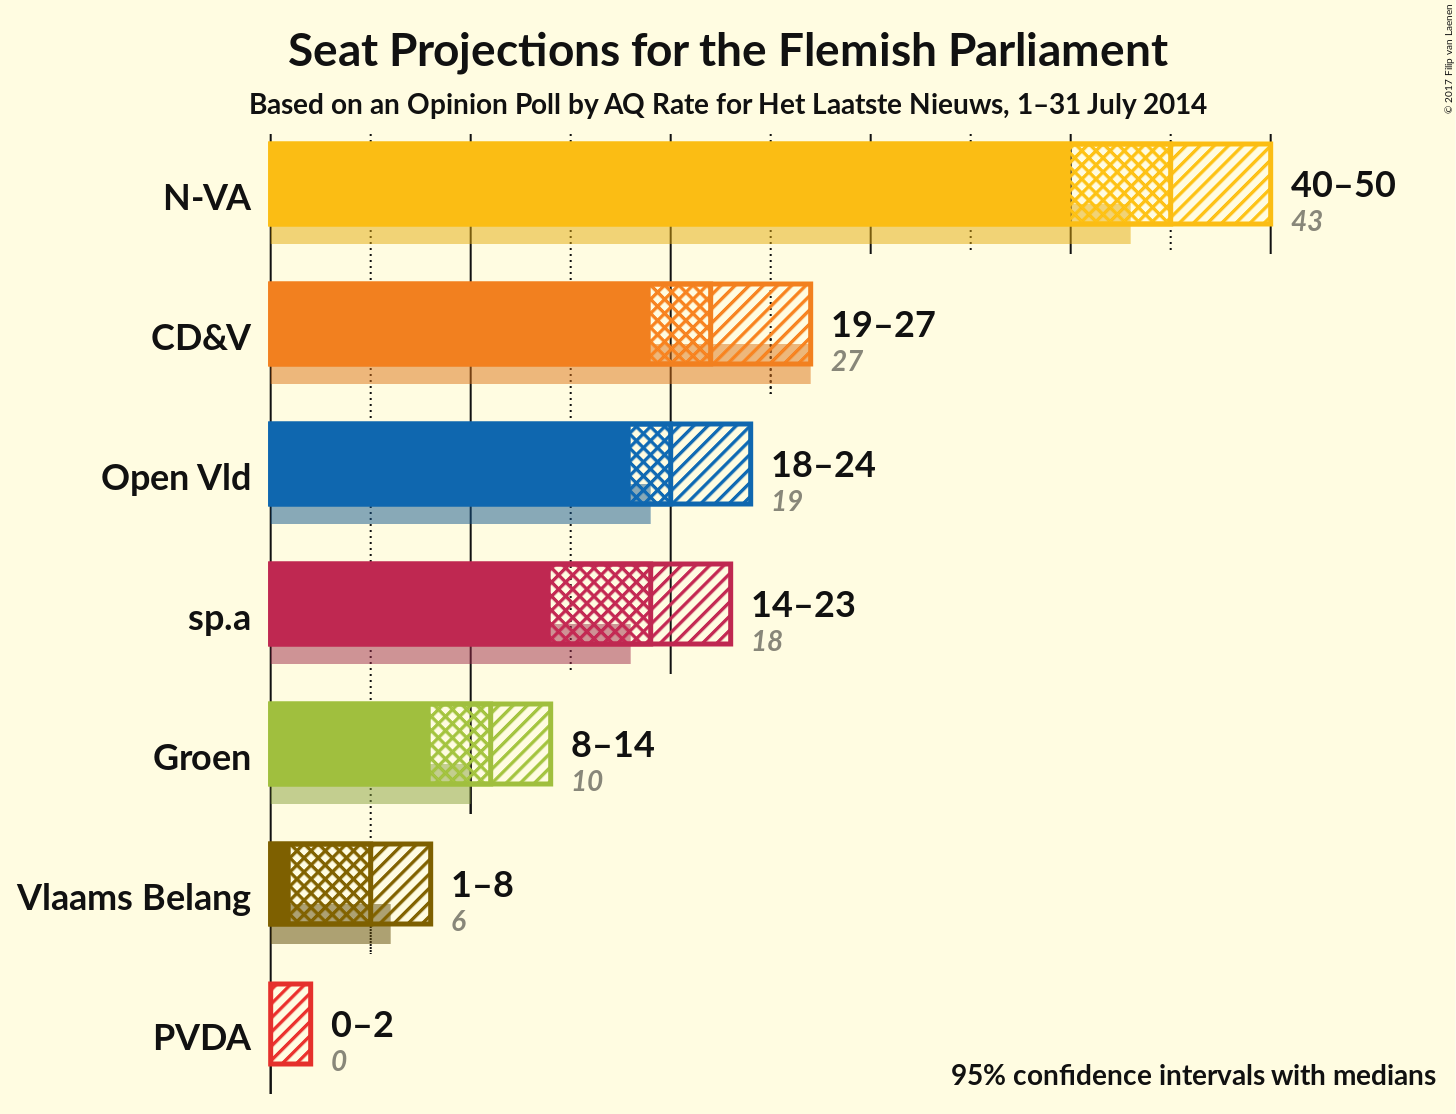 Seat Projections for the Flemish Parliament
Based on an Opinion Poll by AQ Rate for Het Laatste Nieuws, 1–31 July 2014
© 2017 Filip van Laenen
N-VA
40–50
43
CD&V
19–27
27
Open Vld
18–24
19
sp.a
14–23
18
Groen
8–14
10
Vlaams Belang
1–8
6
PVDA
0–2
0
95% confidence intervals with medians